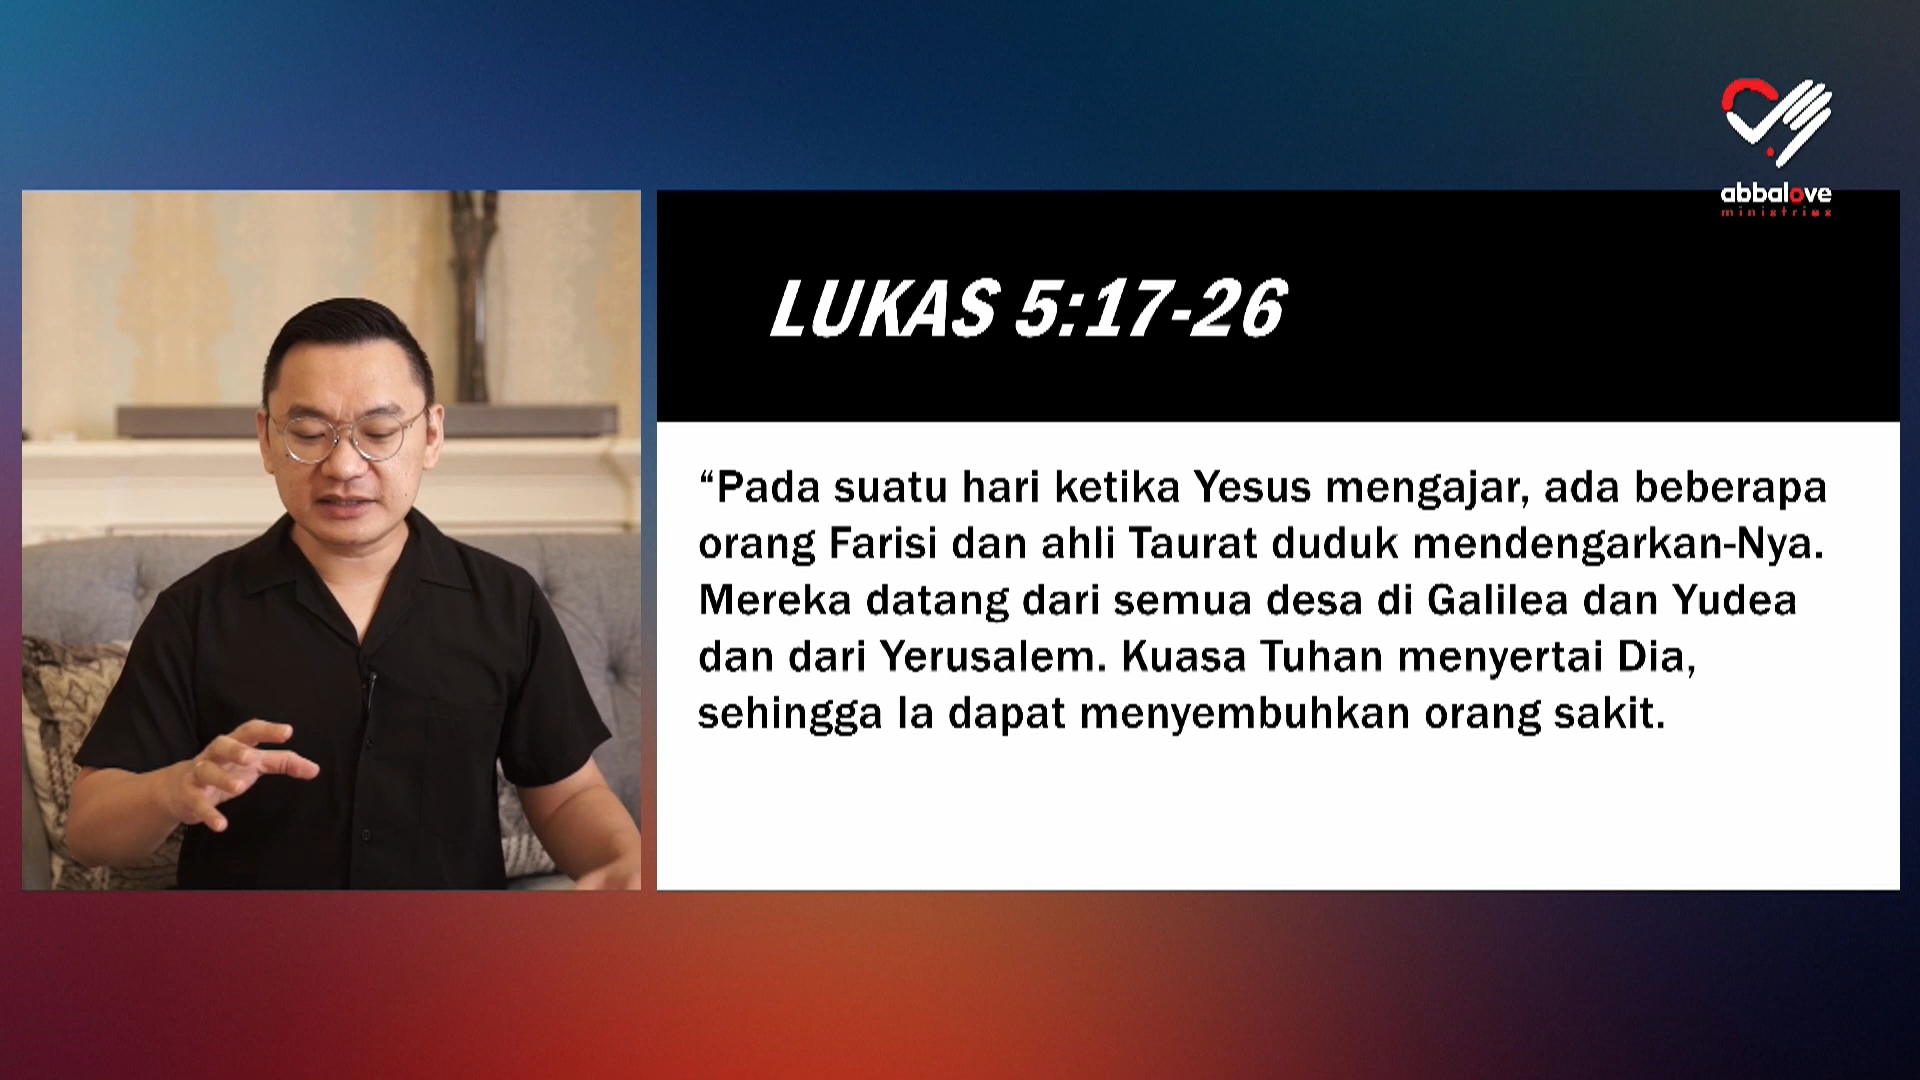 abbalove
ministries
LUKAS 5:17-26
“Pada suatu hari ketika Yesus mengajar, ada beberapa
orang Farisi dan ahli Taurat duduk mendengarkan-Nya.
Mereka datang dari semua desa di Galilea dan Yudea
dan dari Yerusalem. Kuasa Tuhan menyertai Dia,
sehingga Ia dapat menyembuhkan orang sakit.